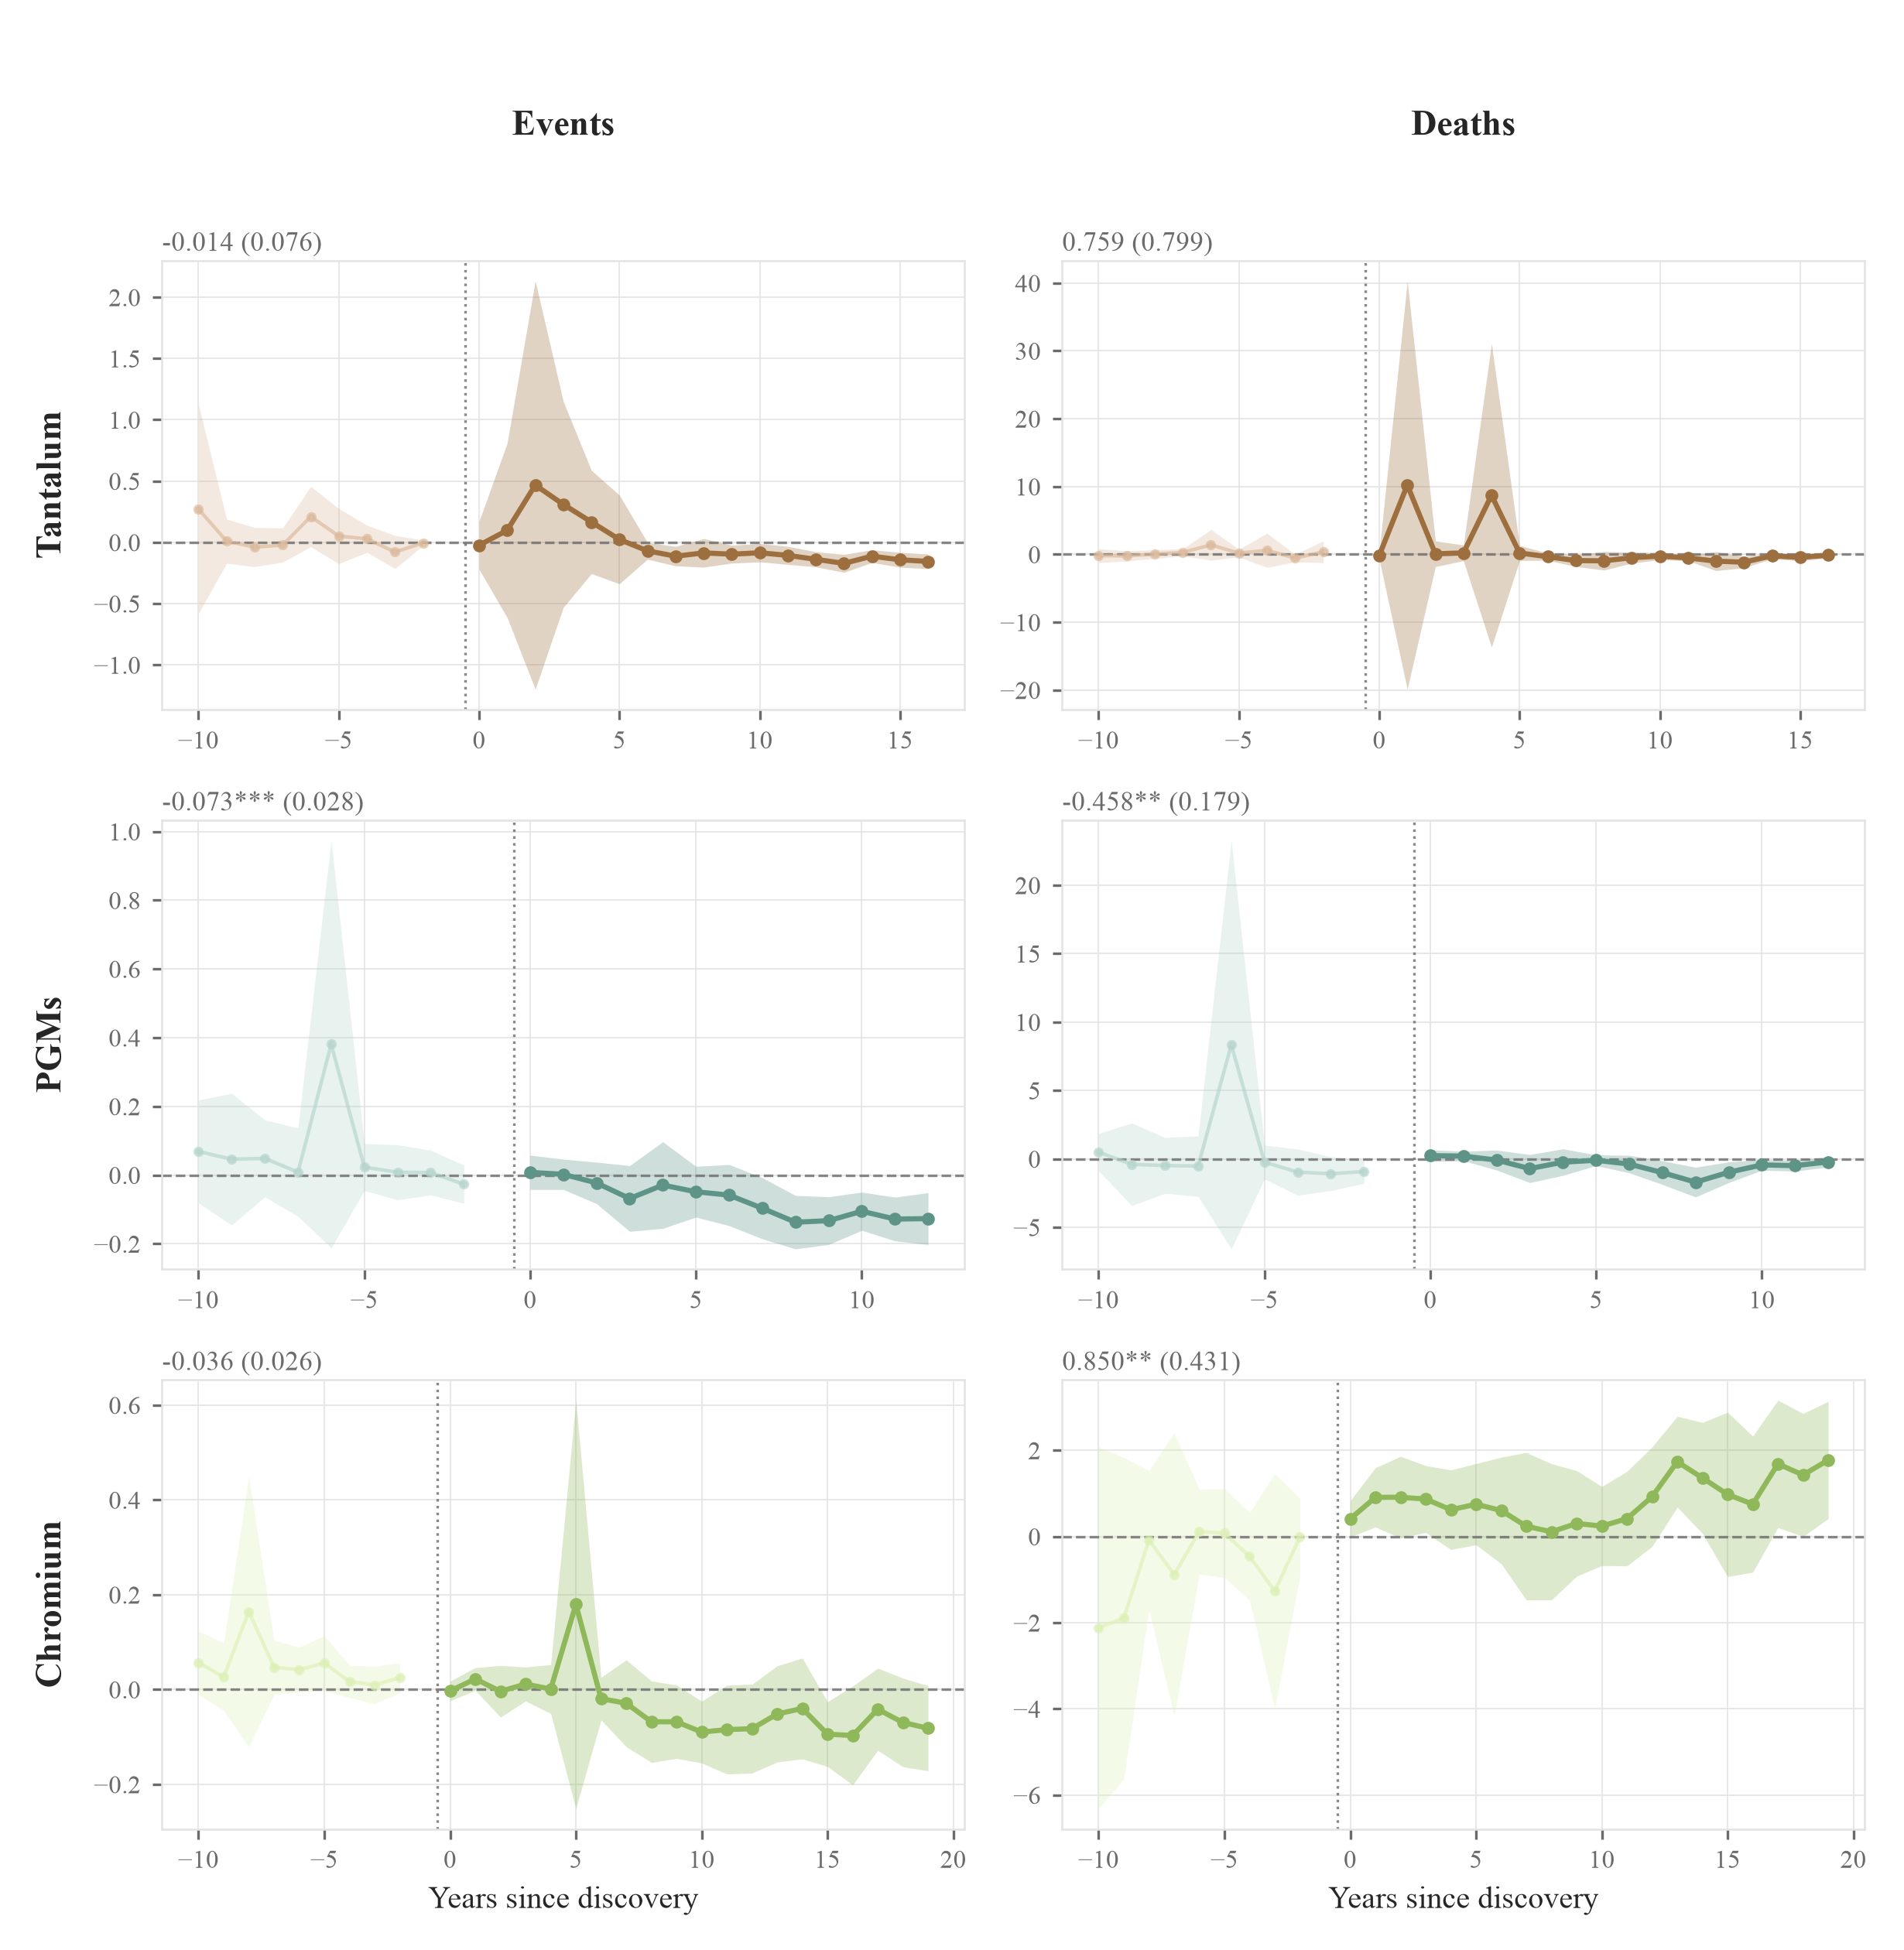 Events Deaths
-0.014 (0.076) 0.759 (0.799)
Tantalum
2.0
1.5
1.0
0.5
0.0
−0.5
−1.0
−10 −5 0 5 10 15
40
30
20
10
0
−10
−20
−10 −5 0 5 10 15
-0.073*** (0.028) -0.458** (0.179)
PGMs
1.0
0.8
0.6
0.4
0.2
0.0
−0.2
−10 −5 0 5 10
20
15
10
5
0
−5
−10 −5 0 5 10
-0.036 (0.026) 0.850** (0.431)
Chromium
0.6
0.4
0.2
0.0
−0.2
−10 −5 0 5 10 15 20
Years since discovery
2
0
−2
−4
−6
−10 −5 0 5 10 15 20
Years since discovery